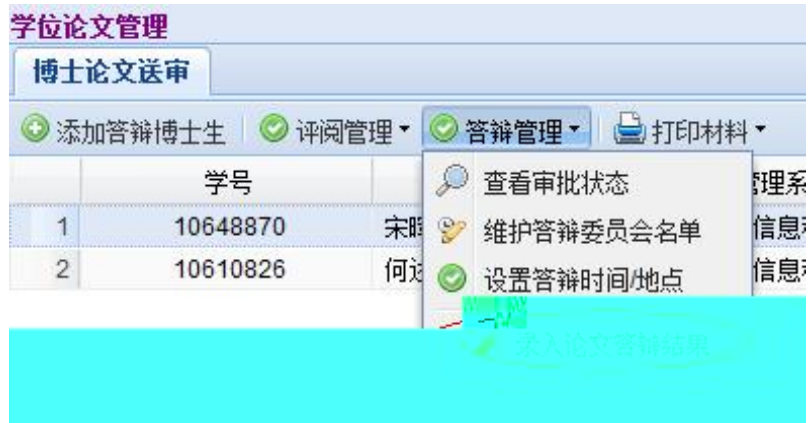 学位论文管理
博士论文送审
添加答辩博士生 评阅管理 答辩管理 打印材料
学号 查看审批状态 管理系
1 10648870 宋 维护答辩委员会名单 信息
2 10610826 何 设置答辩时间/地点 信息
录入论文答辩结果